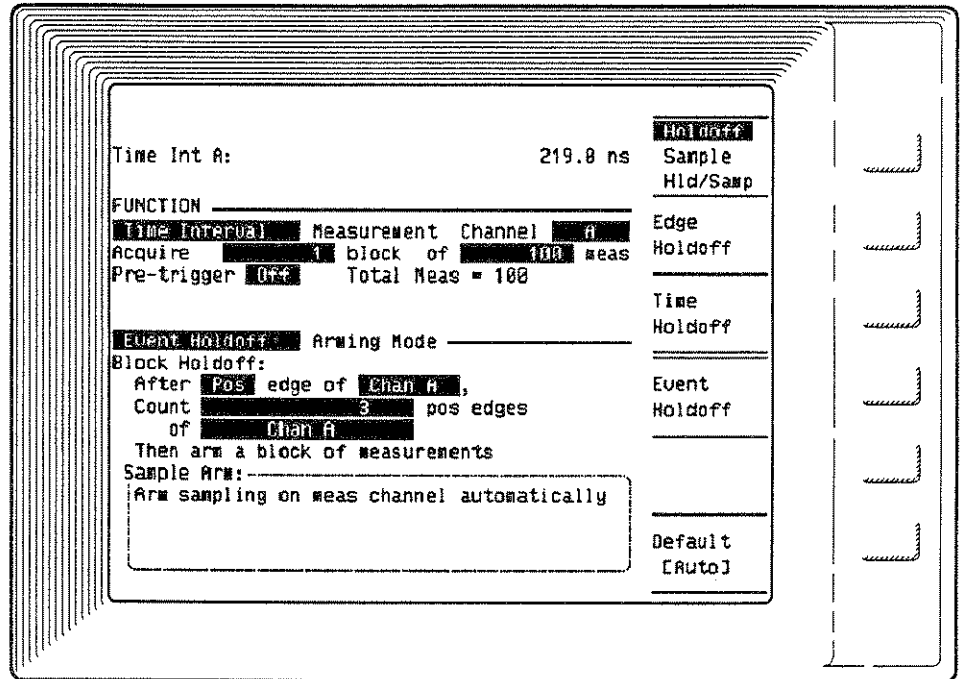 Time Int A: 219.8 ns
FUNCTION
Time Interval Measurement Channel A
Acquire 1 block of 100 meas
Pre-trigger Off Total Meas = 100
Event Holdoff Arming Mode
Block Holdoff:
After Pos edge of Chan A,
Count 3 pos edges
of Chan A
Then arm a block of measurements
Sample Arm:
Arm sampling on meas channel automatically
Holdoff
Sample
Hld/Samp
Edge
Holdoff
Time
Holdoff
Event
Holdoff
Default
[Auto]